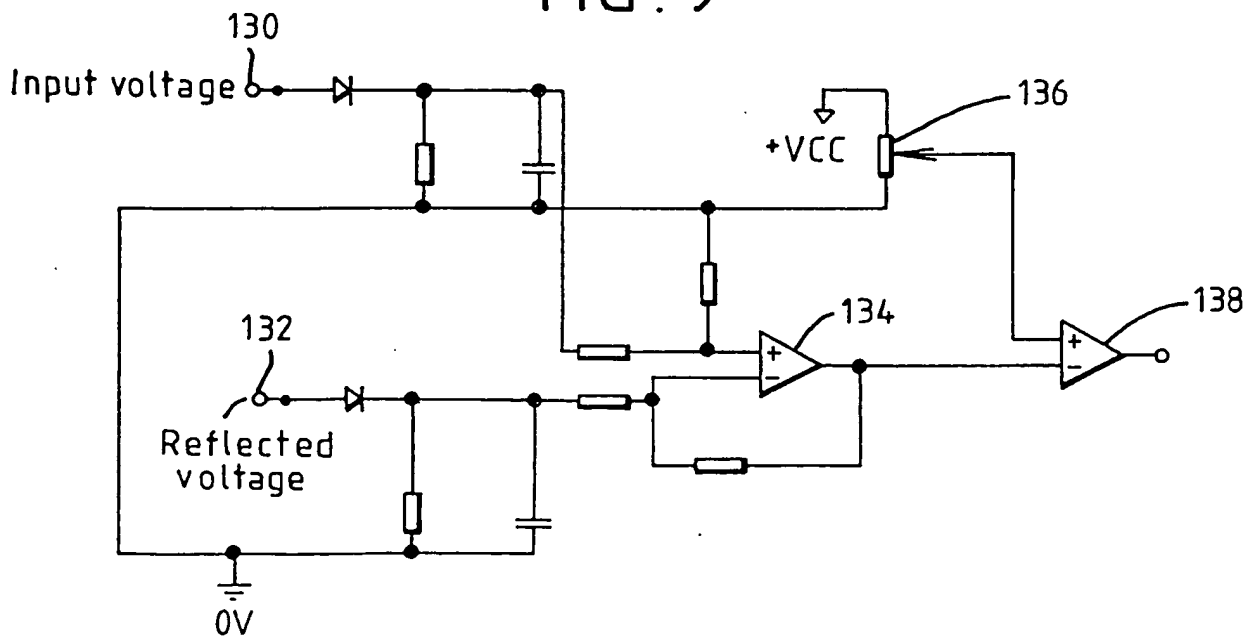 130
Input voltage
136
+VCC
+
−
134
+
−
138
132
Reflected
voltage
0V